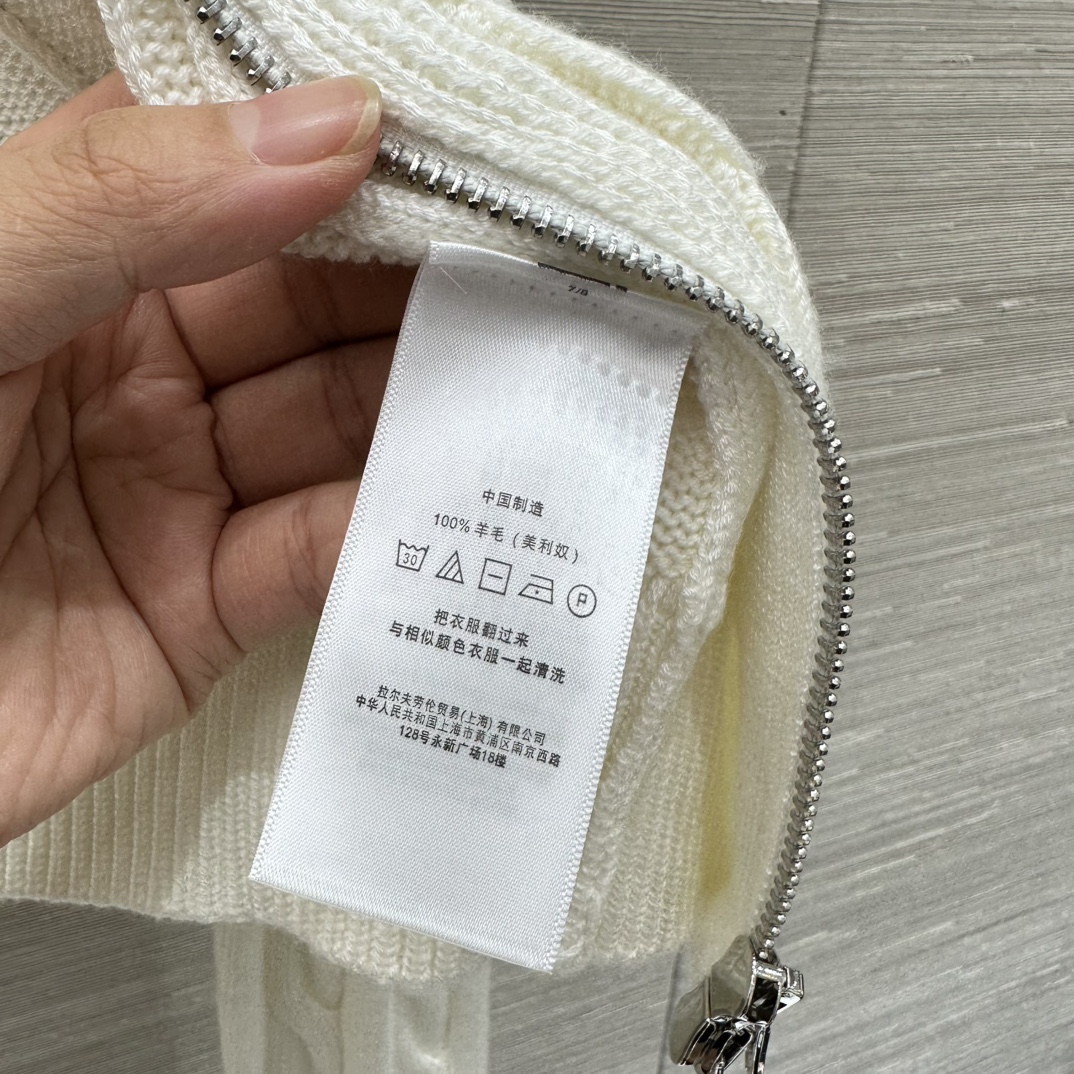 7/8
中国制造
100% 羊毛 (美利奴)
30
P
把衣服翻过来
与相似颜色衣服一起清洗
拉尔夫劳伦贸易(上海)有限公司
中华人民共和国上海市黄浦区南京西路
128号永新广场18楼